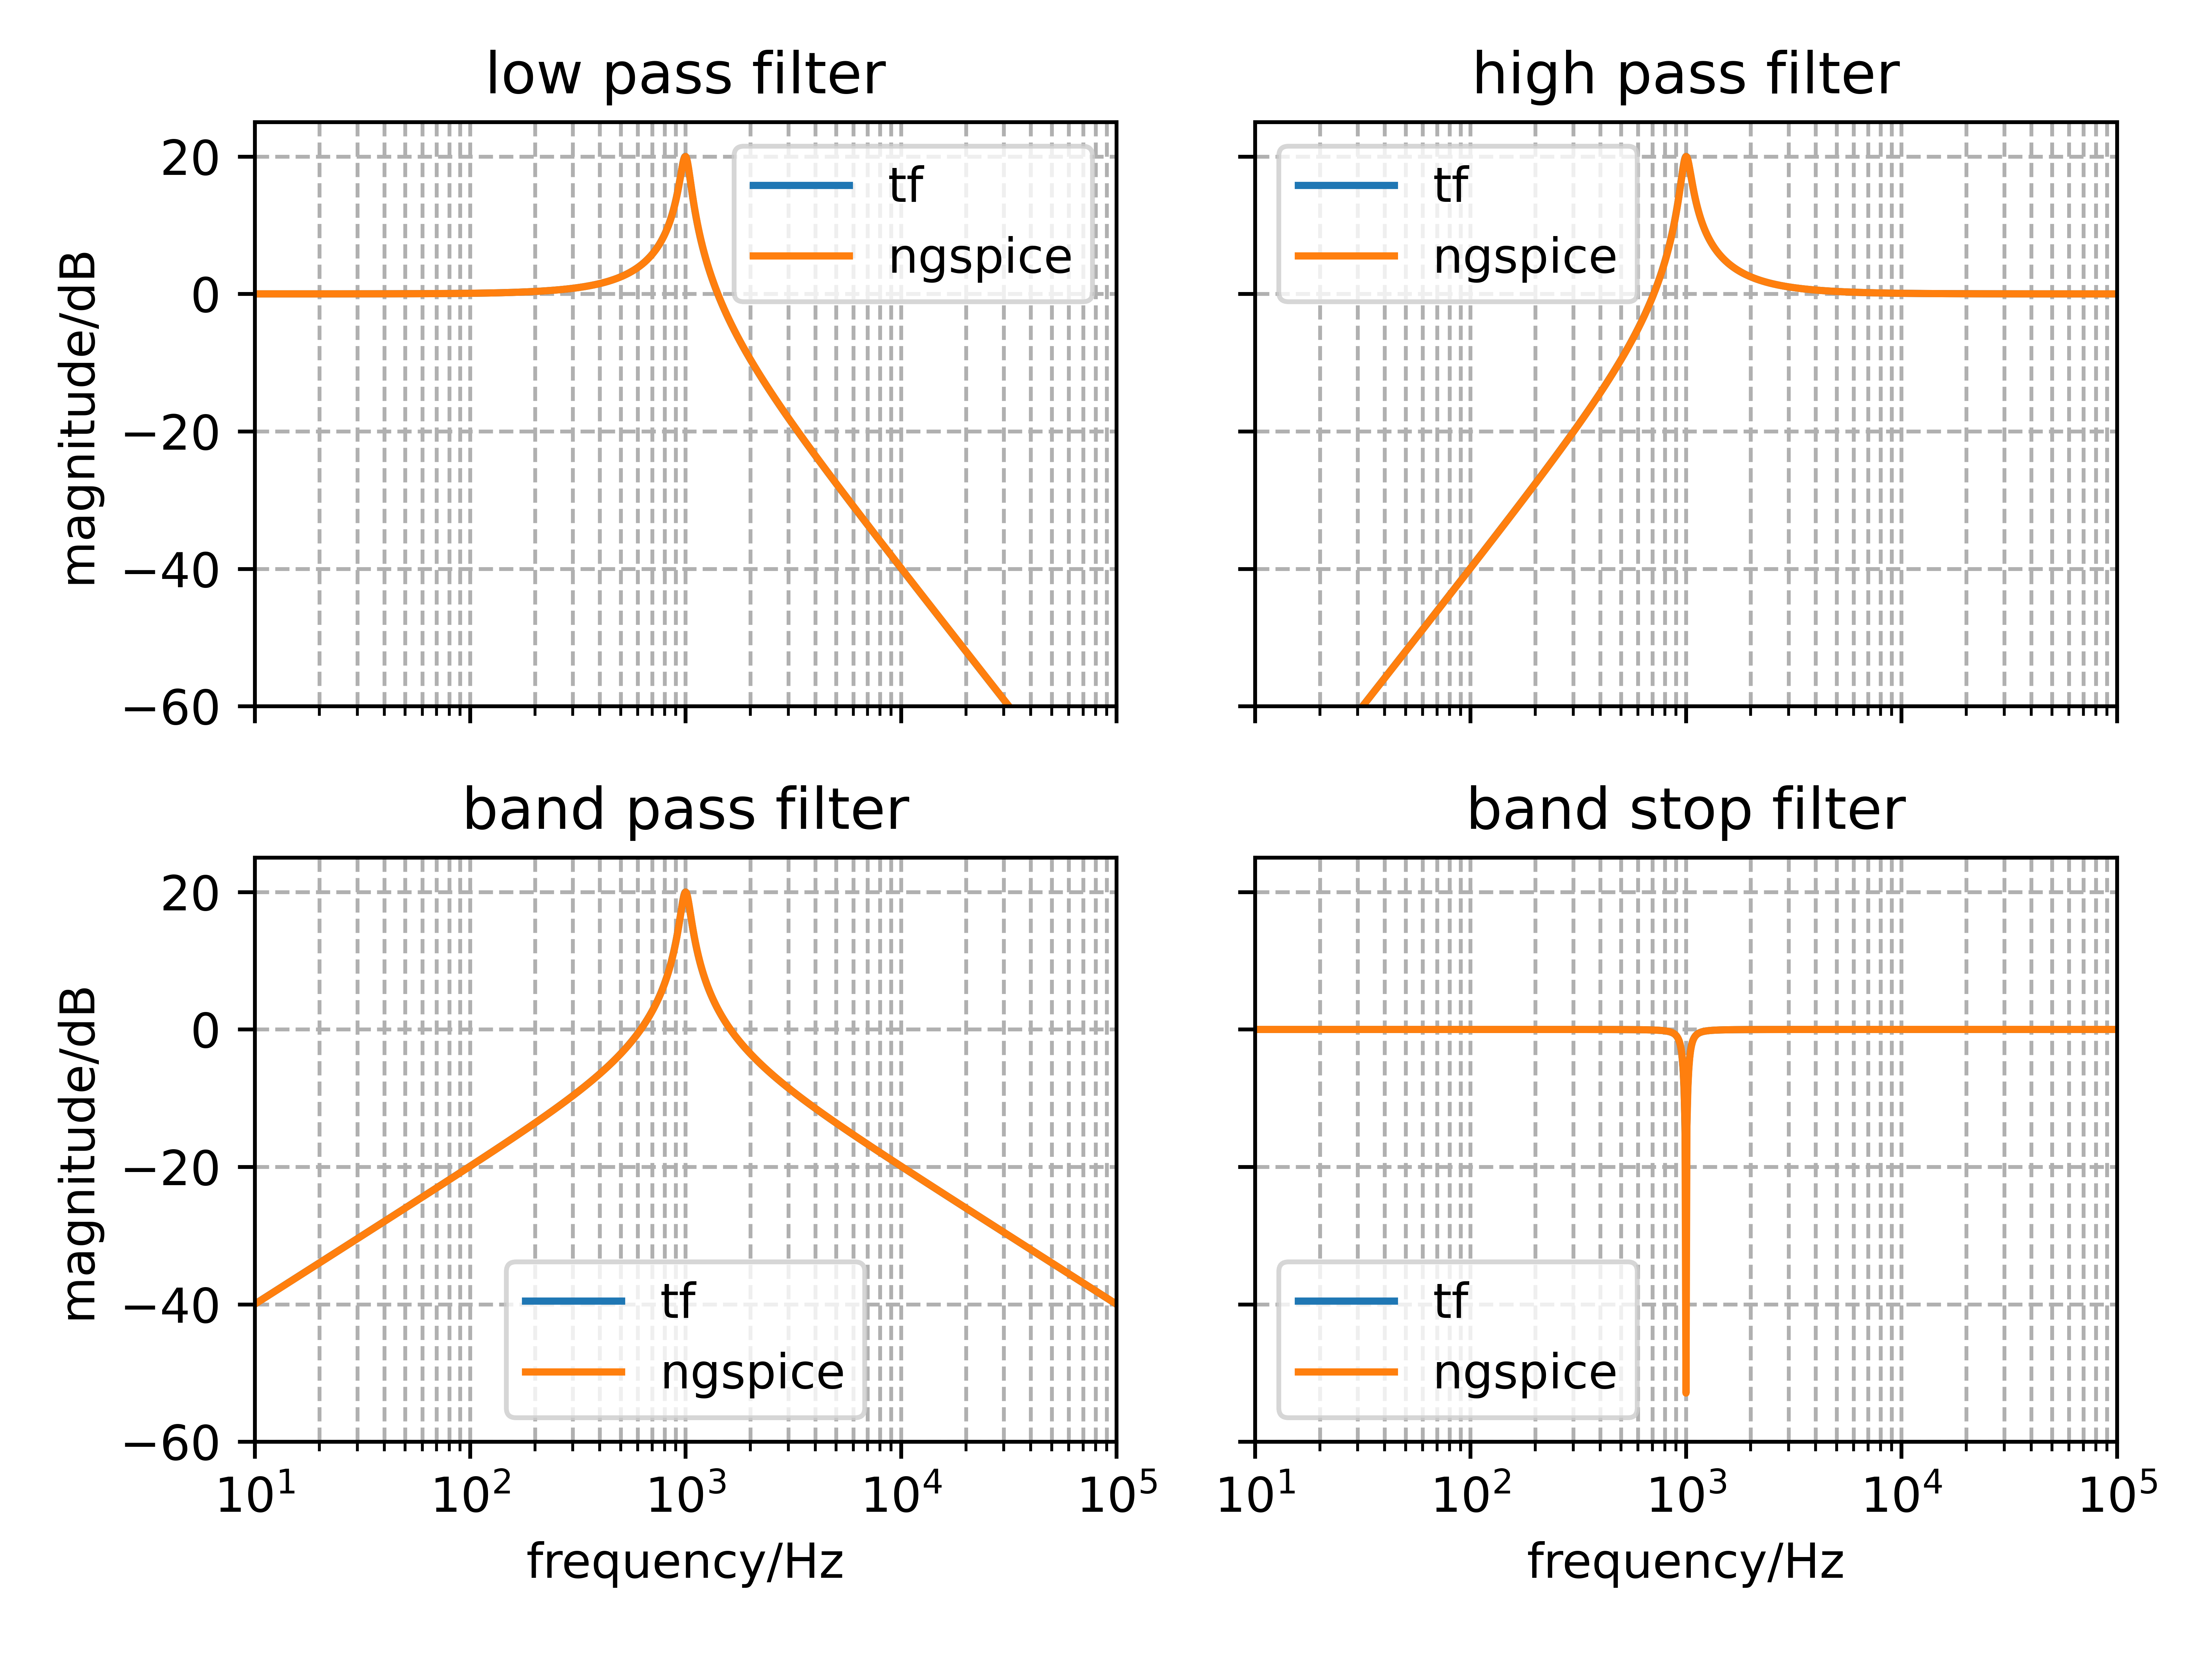 low pass filter
magnitude/dB
20
0
−20
−40
−60
tf
ngspice
high pass filter
tf
ngspice
band pass filter
magnitude/dB
20
0
−20
−40
−60
tf
ngspice
10¹ 10² 10³ 10⁴ 10⁵
frequency/Hz
band stop filter
tf
ngspice
10¹ 10² 10³ 10⁴ 10⁵
frequency/Hz